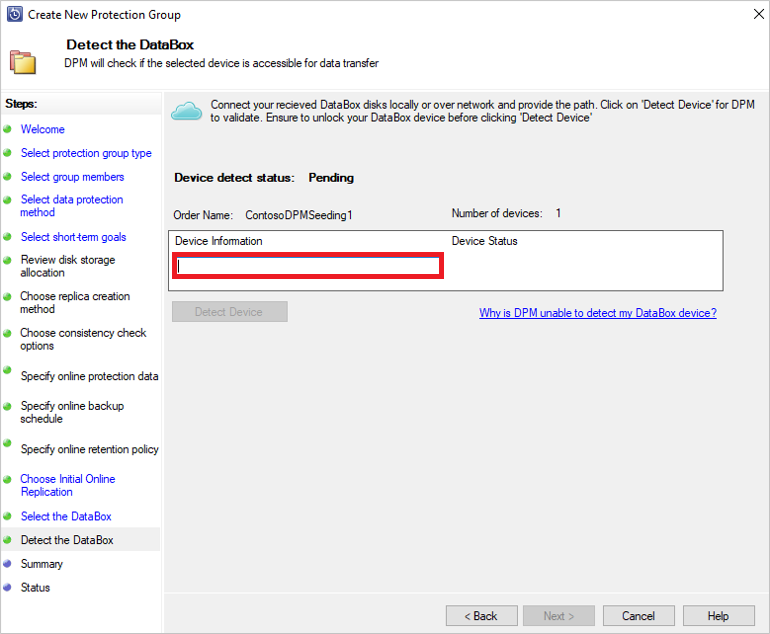 Create New Protection Group
Detect the DataBox
DPM will check if the selected device is accessible for data transfer
Steps:
Welcome
Select protection group type
Select group members
Select data protection
method
Select short-term goals
Review disk storage
allocation
Choose replica creation
method
Choose consistency check
options
Specify online protection data
Specify online backup
schedule
Specify online retention policy
Choose Initial Online
Replication
Select the DataBox
Detect the DataBox
Summary
Status
Connect your recieved DataBox disks locally or over network and provide the path. Click on 'Detect Device' for DPM
to validate. Ensure to unlock your DataBox device before clicking 'Detect Device'
Device detect status: Pending
Order Name: ContosoDPMSeeding1
Number of devices: 1
Device Information
Device Status
Detect Device
Why is DPM unable to detect my DataBox device?
< Back
Next >
Cancel
Help